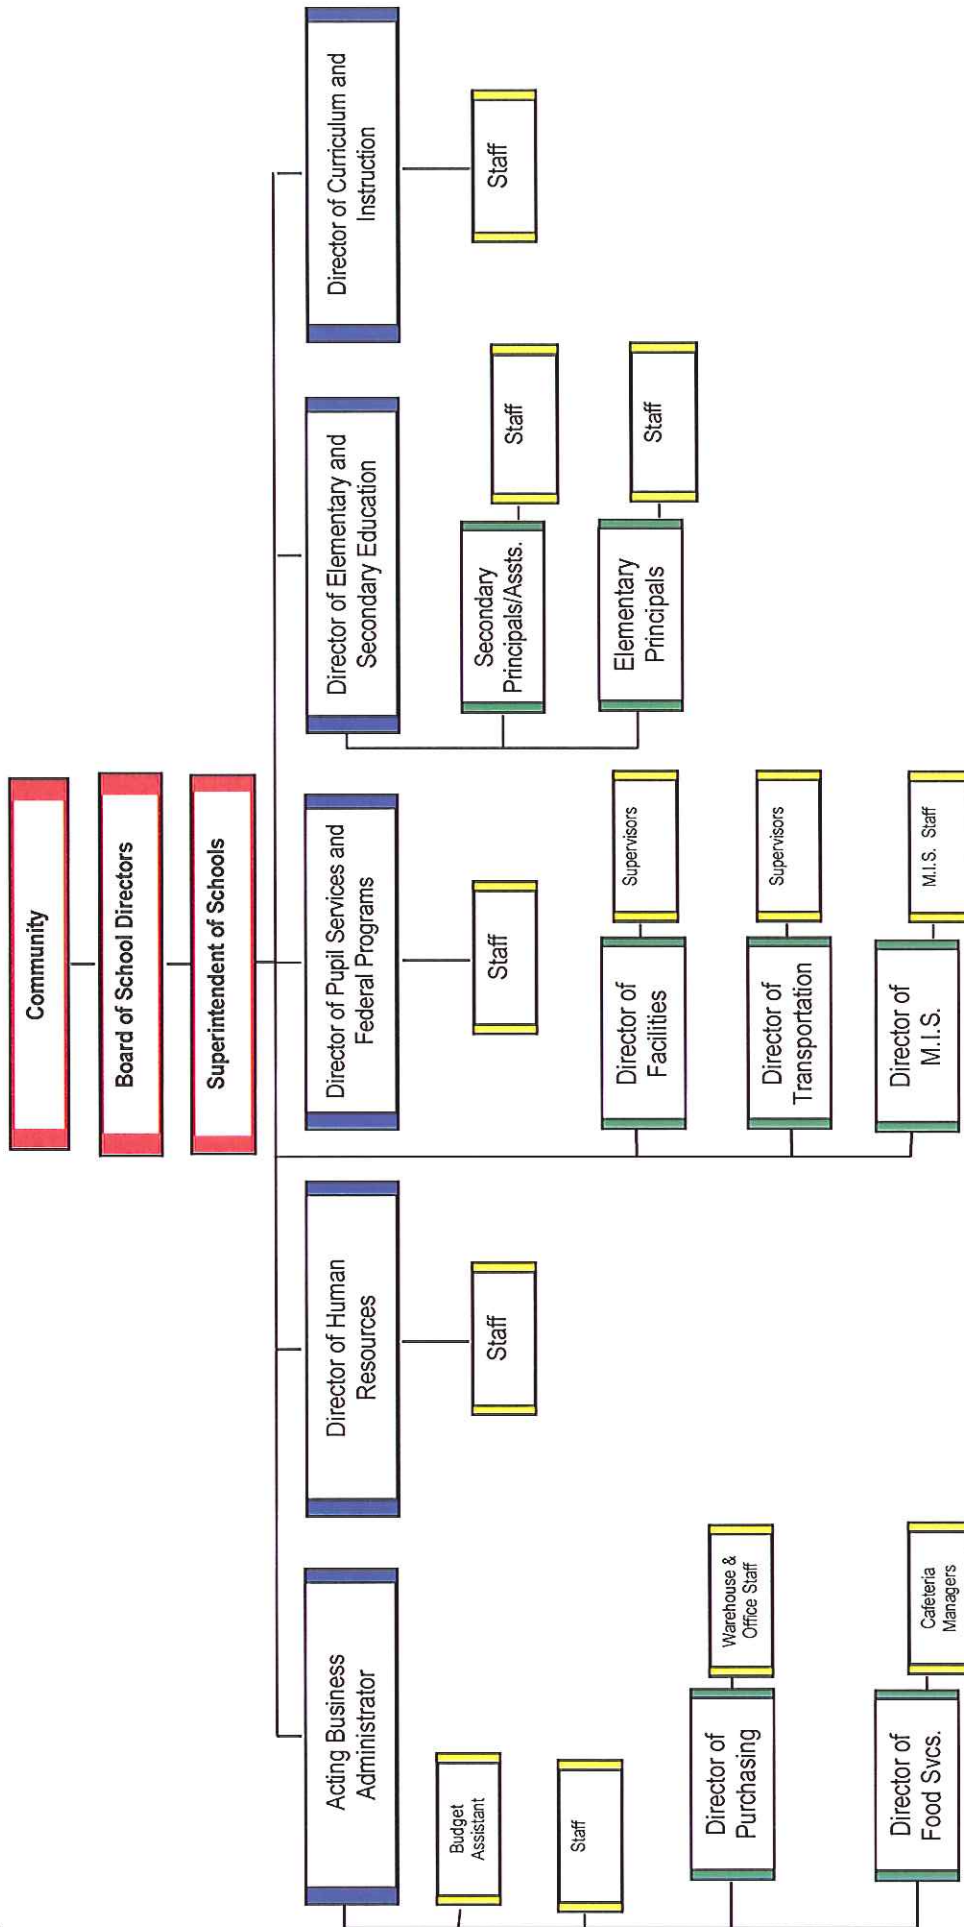 Community
Board of School Directors
Superintendent of Schools
Acting Business
Administrator
Director of Human
Resources
Director of Pupil Services and
Federal Programs
Director of Elementary and
Secondary Education
Director of Curriculum and
Instruction
Budget
Assistant
Staff
Director of
Purchasing
Warehouse &
Office Staff
Director of
Food Svcs.
Cafeteria
Managers
Staff
Staff
Director of
Facilities
Supervisors
Director of
Transportation
Supervisors
Director of
M.I.S.
M.I.S. Staff
Secondary
Principals/Assts.
Staff
Elementary
Principals
Staff
Staff